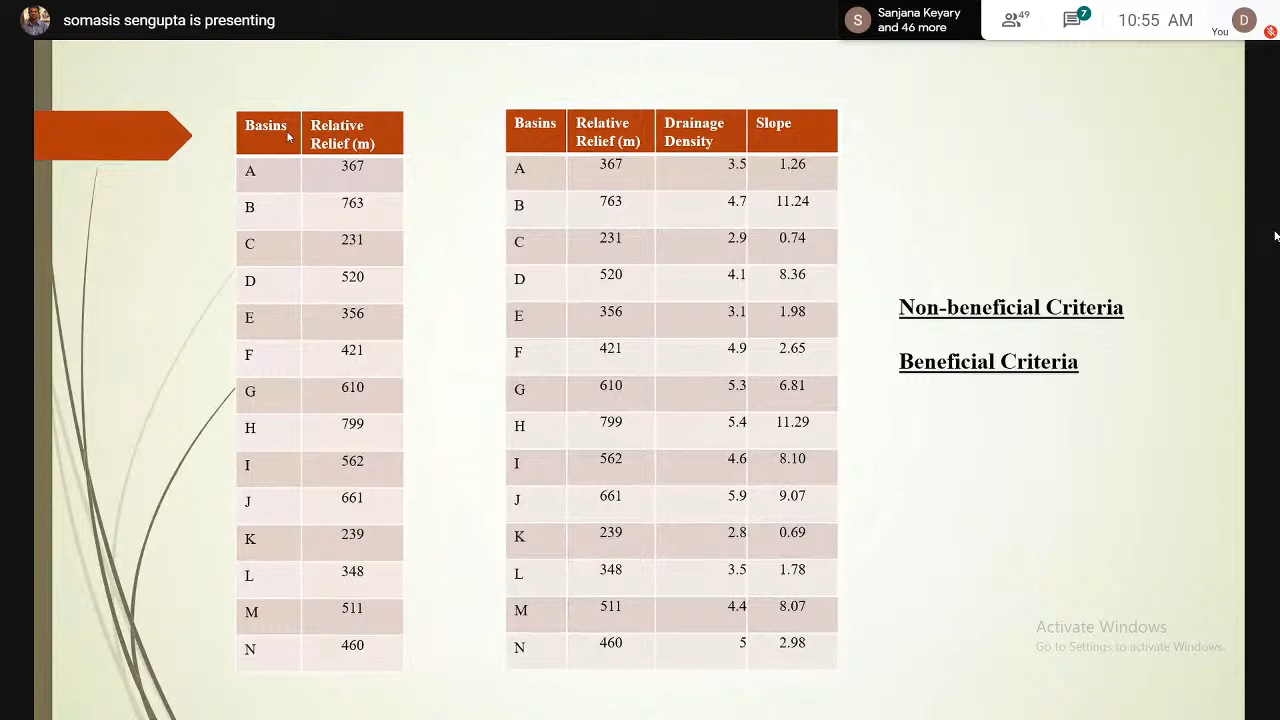 somasis sengupta is presenting
Sanjana Keyary
and 46 more
S
49
7
10:55 AM
You
D
Basins Relative
Relief (m)
A 367
B 763
C 231
D 520
E 356
F 421
G 610
H 799
I 562
J 661
K 239
L 348
M 511
N 460
Basins Relative Drainage Slope
Relief (m) Density
A 367 3.5 1.26
B 763 4.7 11.24
C 231 2.9 0.74
D 520 4.1 8.36
E 356 3.1 1.98
F 421 4.9 2.65
G 610 5.3 6.81
H 799 5.4 11.29
I 562 4.6 8.10
J 661 5.9 9.07
K 239 2.8 0.69
L 348 3.5 1.78
M 511 4.4 8.07
N 460 5 2.98
Non-beneficial Criteria
Beneficial Criteria
Activate Windows
Go to Settings to activate Windows.